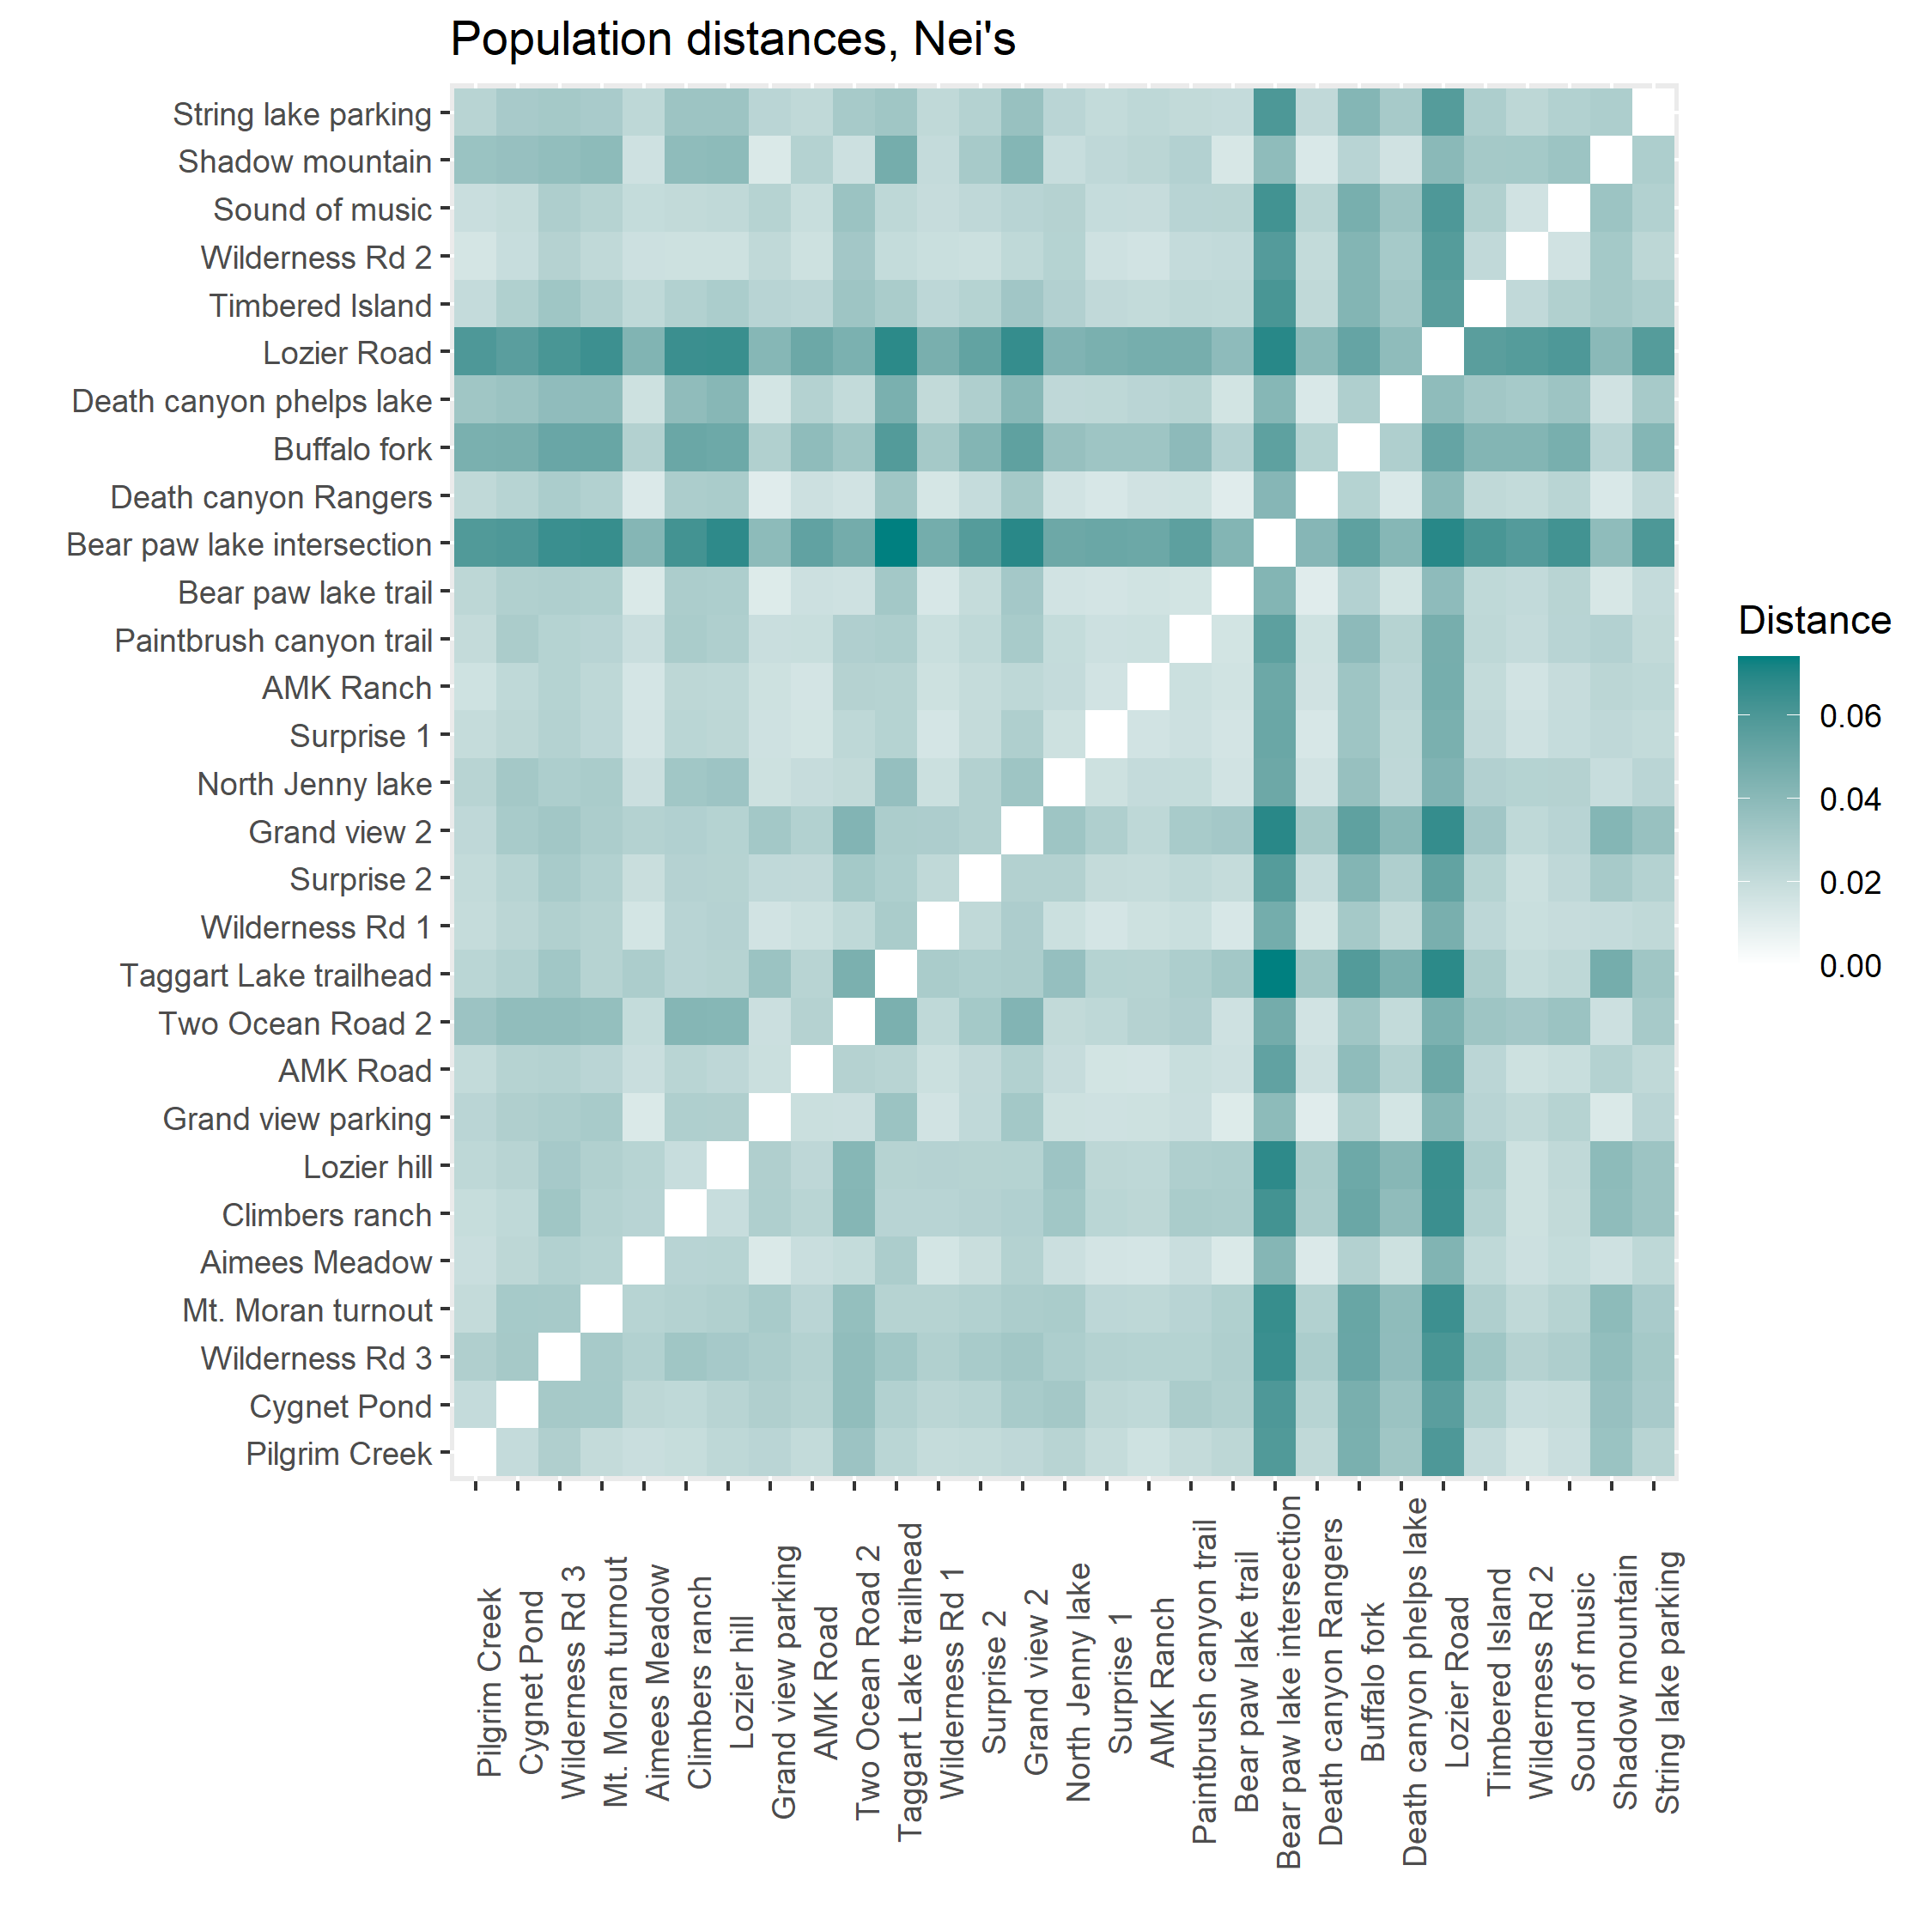 Population distances, Nei's
String lake parking
Shadow mountain
Sound of music
Wilderness Rd 2
Timbered Island
Lozier Road
Death canyon phelps lake
Buffalo fork
Death canyon Rangers
Bear paw lake intersection
Bear paw lake trail
Paintbrush canyon trail
AMK Ranch
Surprise 1
North Jenny lake
Grand view 2
Surprise 2
Wilderness Rd 1
Taggart Lake trailhead
Two Ocean Road 2
AMK Road
Grand view parking
Lozier hill
Climbers ranch
Aimees Meadow
Mt. Moran turnout
Wilderness Rd 3
Cygnet Pond
Pilgrim Creek
Pilgrim Creek
Cygnet Pond
Wilderness Rd 3
Mt. Moran turnout
Aimees Meadow
Climbers ranch
Lozier hill
Grand view parking
AMK Road
Two Ocean Road 2
Taggart Lake trailhead
Wilderness Rd 1
Surprise 2
Grand view 2
North Jenny lake
Surprise 1
AMK Ranch
Paintbrush canyon trail
Bear paw lake trail
Bear paw lake intersection
Death canyon Rangers
Buffalo fork
Death canyon phelps lake
Lozier Road
Timbered Island
Wilderness Rd 2
Sound of music
Shadow mountain
String lake parking
Distance
0.06
0.04
0.02
0.00